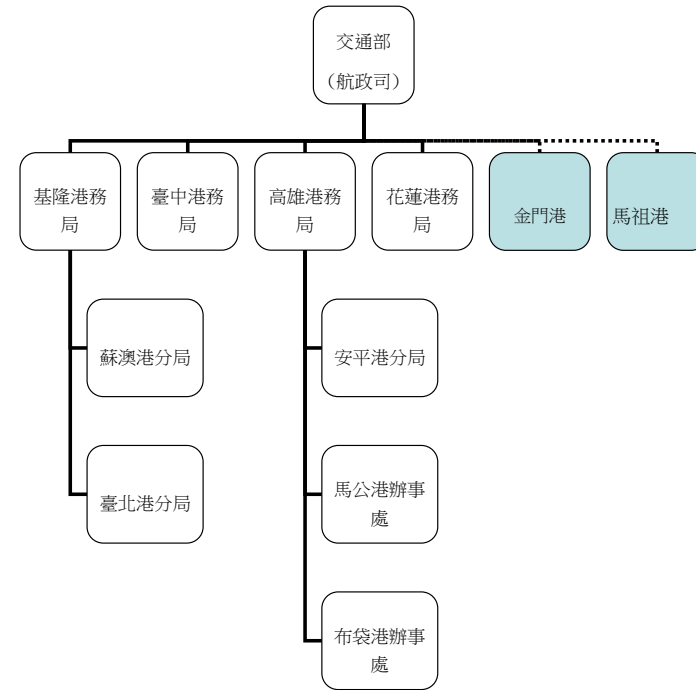 交通部
（航政司）
基隆港務
局
臺中港務
局
高雄港務
局
花蓮港務
局
金門港
馬祖港
蘇澳港分局
安平港分局
臺北港分局
馬公港辦事
處
布袋港辦事
處